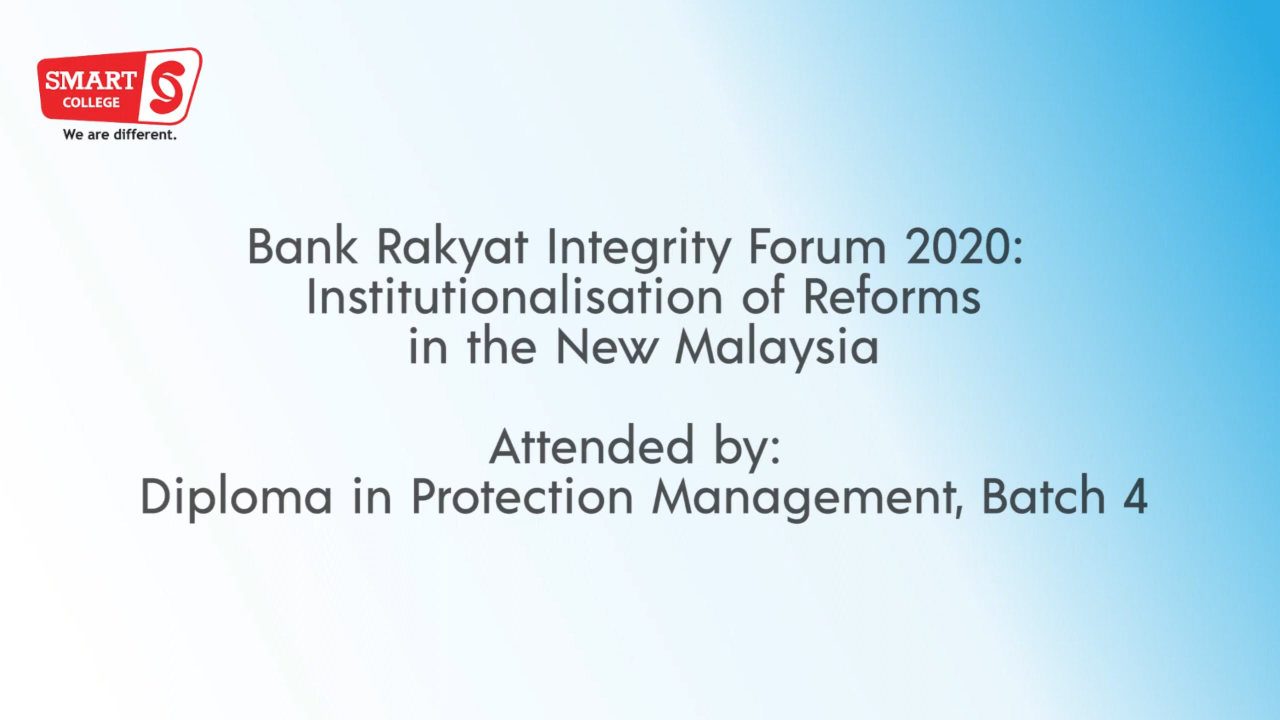 SMART
COLLEGE
We are different.
Bank Rakyat Integrity Forum 2020:
Institutionalisation of Reforms
in the New Malaysia
Attended by:
Diploma in Protection Management, Batch 4